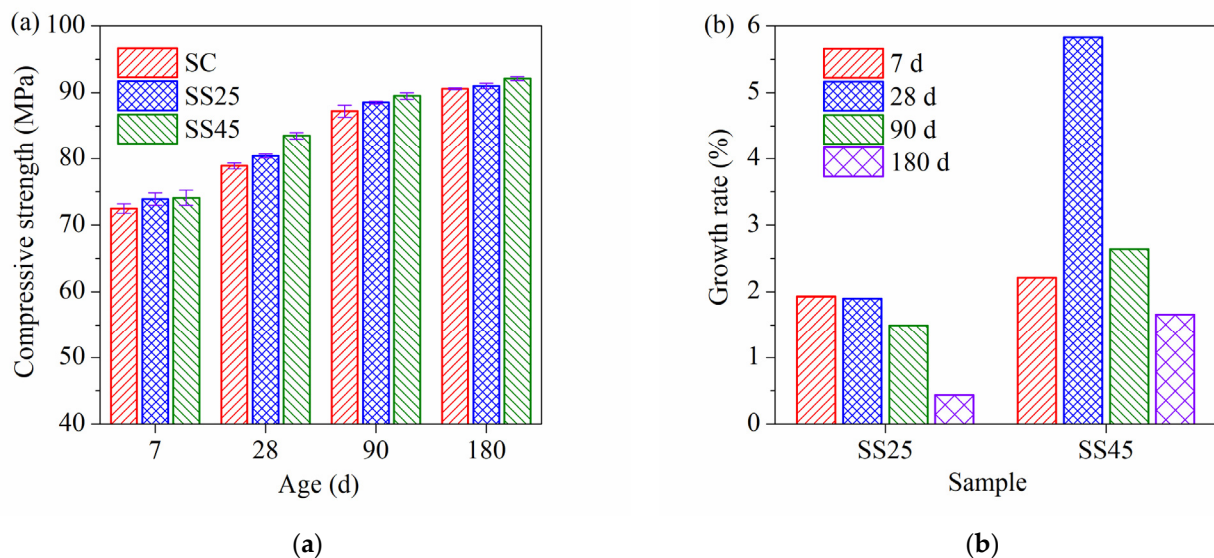 (a)
SC
SS25
SS45
Compressive strength (MPa)
100
90
80
70
60
50
40
7 28 90 180
Age (d)
(a)
(b)
7 d
28 d
90 d
180 d
Growth rate (%)
6
5
4
3
2
1
0
SS25 SS45
Sample
(b)